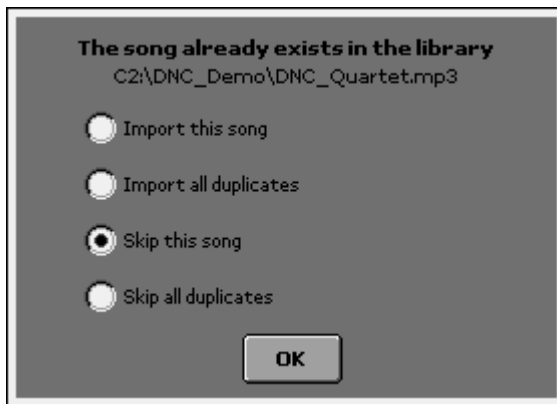 The song already exists in the library
C2:\DNC_Demo\DNC_Quartet.mp3
Import this song
Import all duplicates
Skip this song
Skip all duplicates
OK